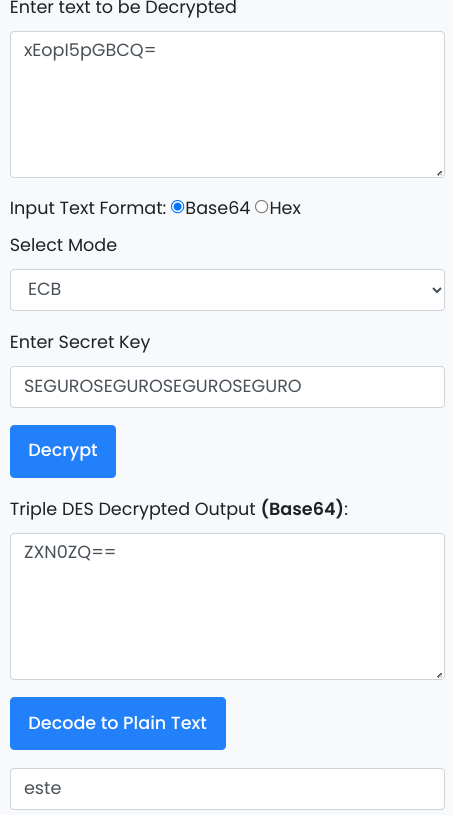 Enter text to be Decrypted
xEopI5pGBCQ=
Input Text Format: Base64 Hex
Select Mode
ECB
Enter Secret Key
SEGUROSEGUROSEGUROSEGURO
Decrypt
Triple DES Decrypted Output (Base64):
ZXN0ZQ==
Decode to Plain Text
este